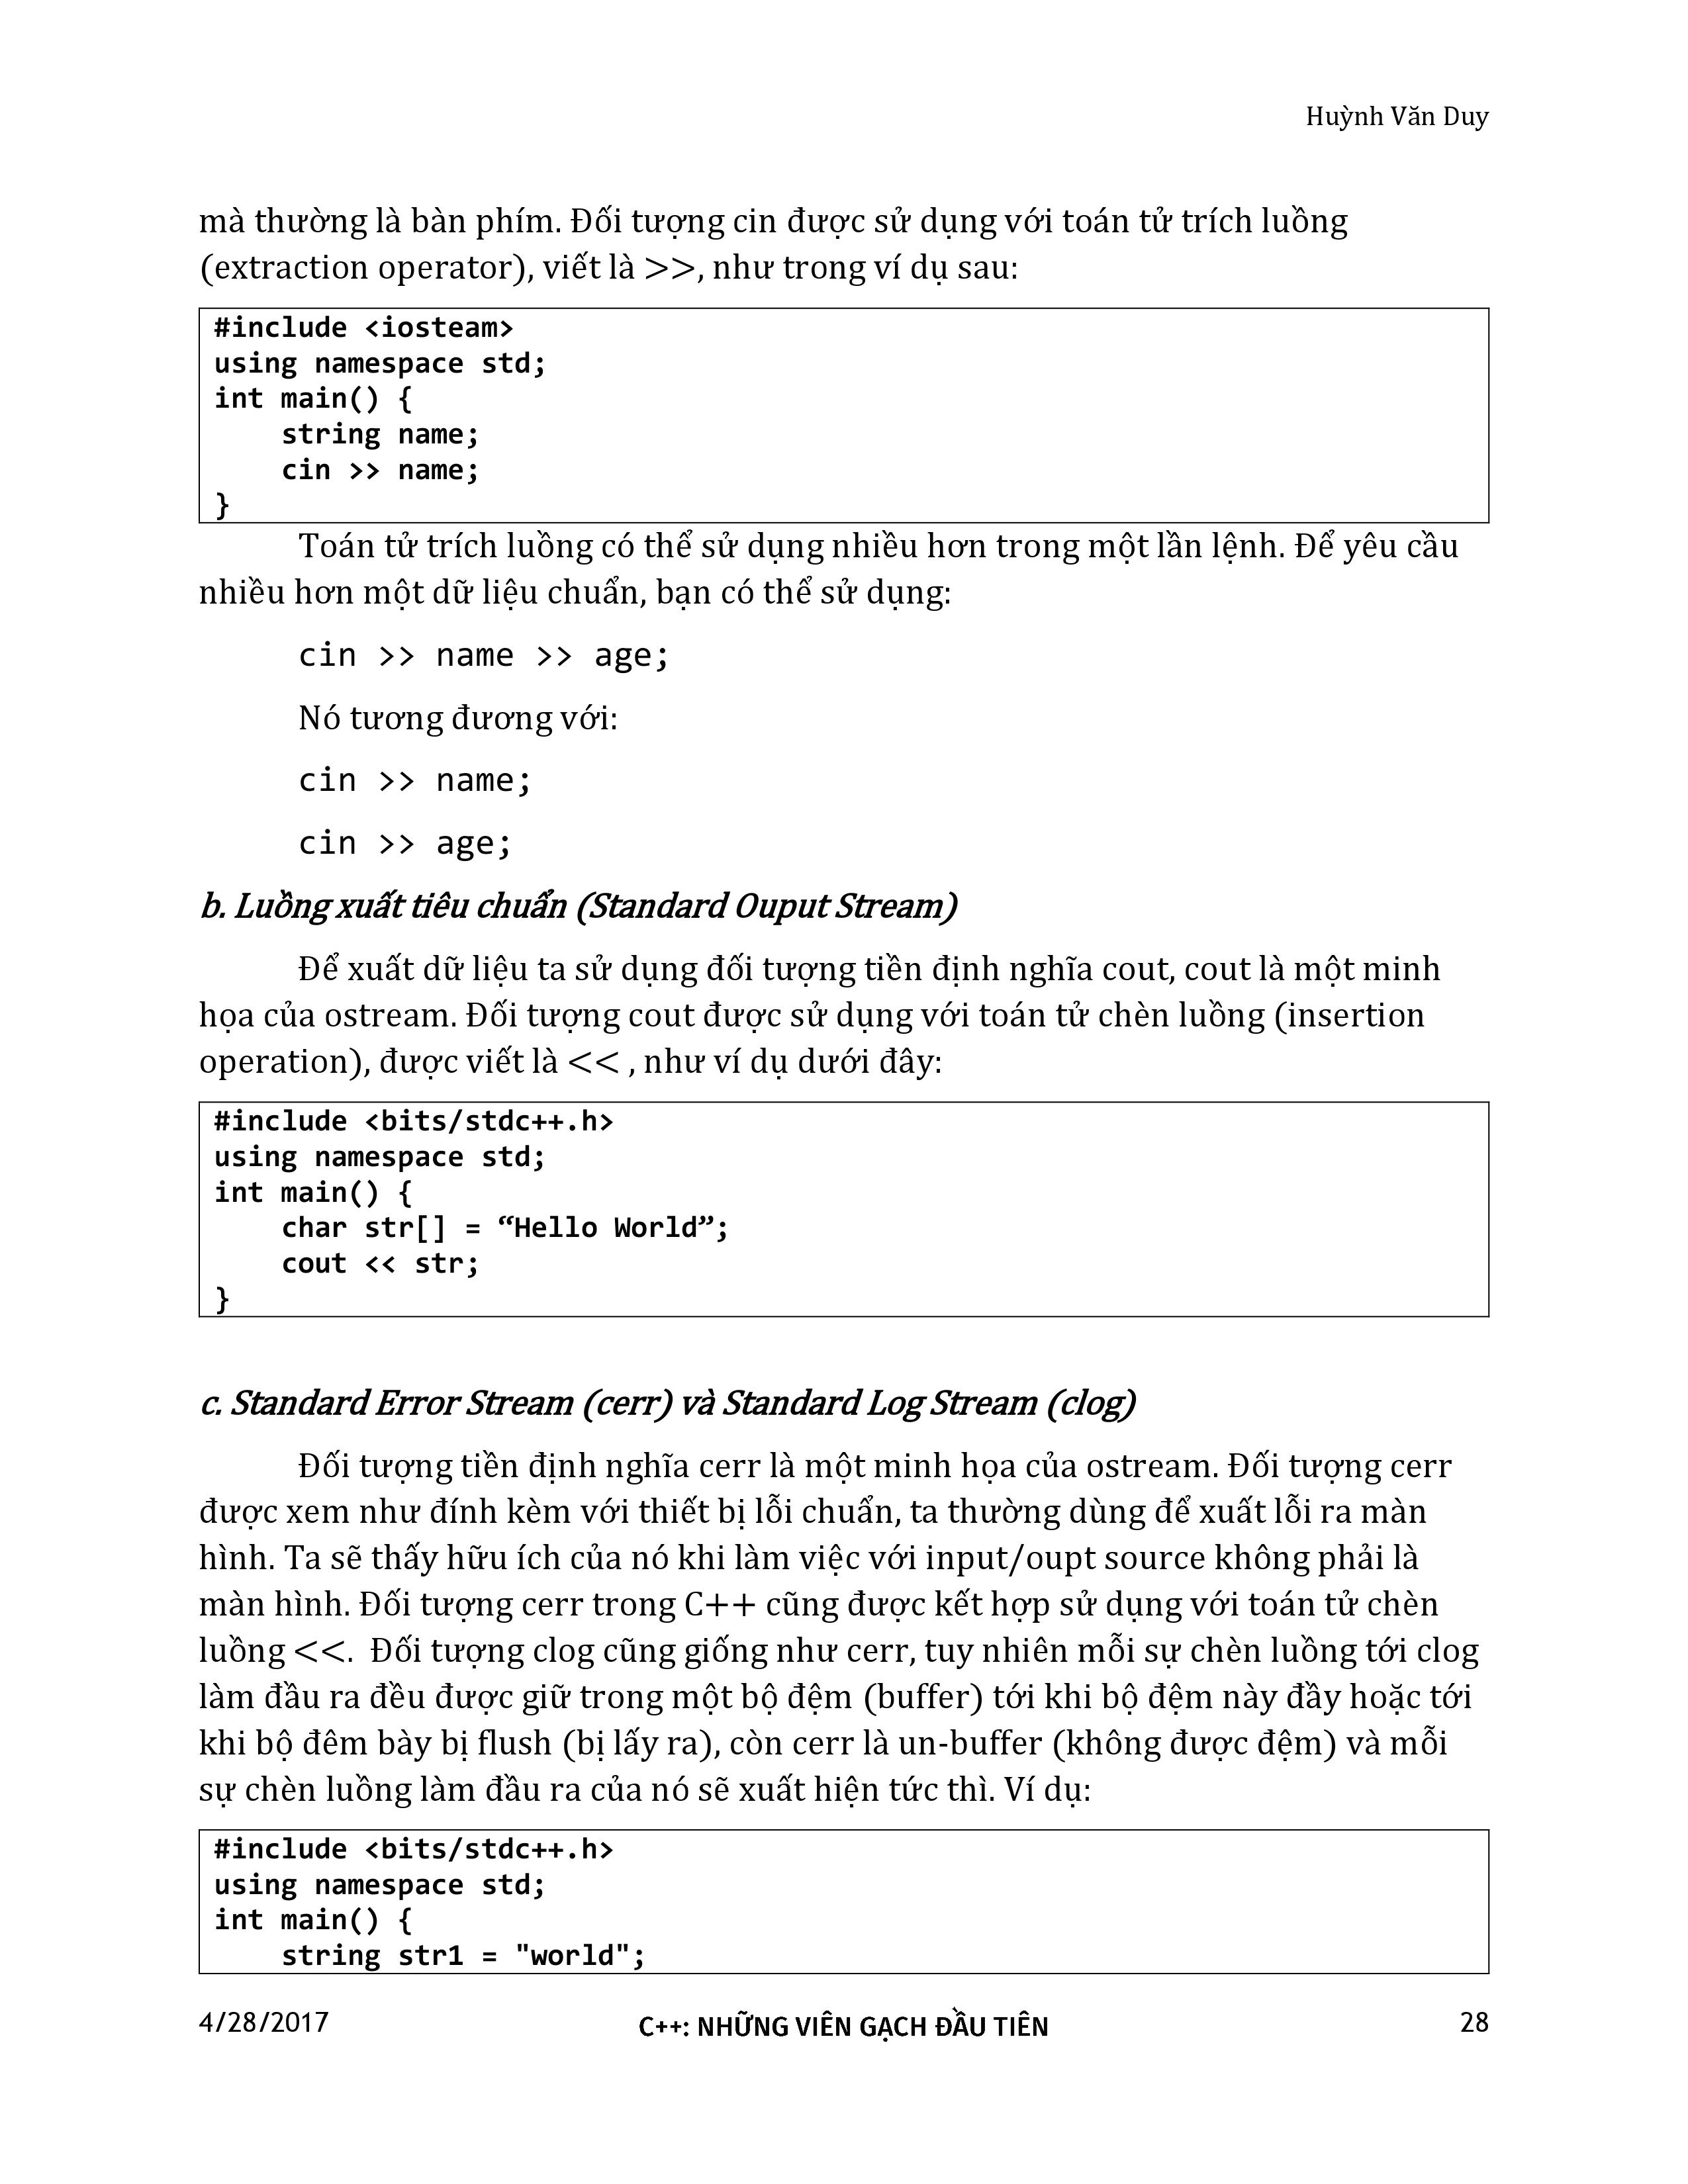 Huỳnh Văn Duy
mà thường là bàn phím. Đối tượng cin được sử dụng với toán tử trích luồng
(extraction operator), viết là >>, như trong ví dụ sau:
#include <iosteam>
using namespace std;
int main() {
    string name;
    cin >> name;
}
Toán tử trích luồng có thể sử dụng nhiều hơn trong một lần lệnh. Để yêu cầu
nhiều hơn một dữ liệu chuẩn, bạn có thể sử dụng:
cin >> name >> age;
Nó tương đương với:
cin >> name;
cin >> age;
b. Luồng xuất tiêu chuẩn (Standard Ouput Stream)
Để xuất dữ liệu ta sử dụng đối tượng tiền định nghĩa cout, cout là một minh
họa của ostream. Đối tượng cout được sử dụng với toán tử chèn luồng (insertion
operation), được viết là << , như ví dụ dưới đây:
#include <bits/stdc++.h>
using namespace std;
int main() {
    char str[] = “Hello World”;
    cout << str;
}
c. Standard Error Stream (cerr) và Standard Log Stream (clog)
Đối tượng tiền định nghĩa cerr là một minh họa của ostream. Đối tượng cerr
được xem như đính kèm với thiết bị lỗi chuẩn, ta thường dùng để xuất lỗi ra màn
hình. Ta sẽ thấy hữu ích của nó khi làm việc với input/oupt source không phải là
màn hình. Đối tượng cerr trong C++ cũng được kết hợp sử dụng với toán tử chèn
luồng <<.  Đối tượng clog cũng giống như cerr, tuy nhiên mỗi sự chèn luồng tới clog
làm đầu ra đều được giữ trong một bộ đệm (buffer) tới khi bộ đệm này đầy hoặc tới
khi bộ đêm bày bị flush (bị lấy ra), còn cerr là un-buffer (không được đệm) và mỗi
sự chèn luồng làm đầu ra của nó sẽ xuất hiện tức thì. Ví dụ:
#include <bits/stdc++.h>
using namespace std;
int main() {
    string str1 = "world";
4/28/2017 C++: NHỮNG VIÊN GẠCH ĐẦU TIÊN 28